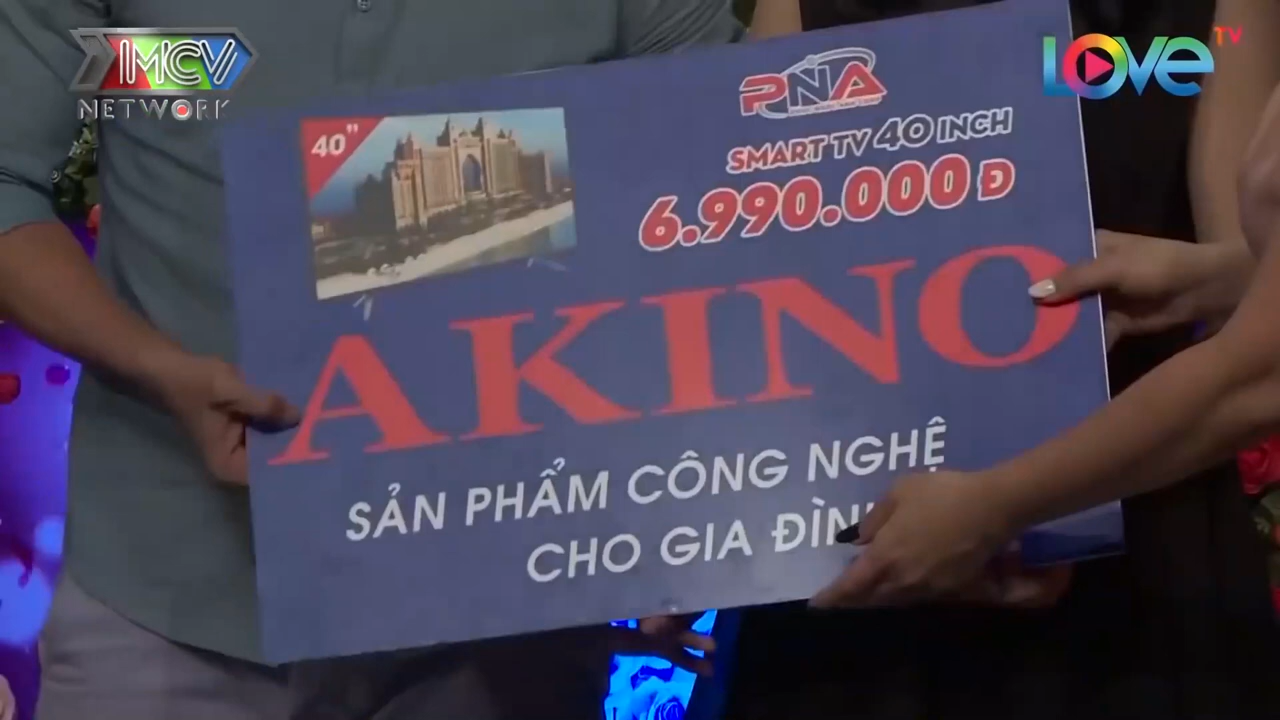 MCV
NETWORK
LOVE TV
40"
PNA
SMART TV 40 INCH
6.990.000 Đ
AKINO
SẢN PHẨM CÔNG NGHỆ
CHO GIA